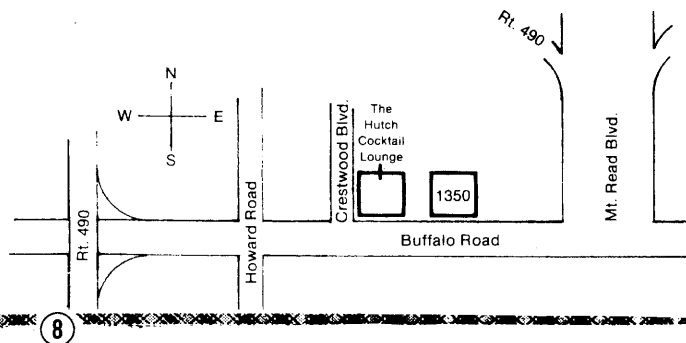 Rt. 490
N
W E
S
Crestwood Blvd.
The
Hutch
Cocktail
Lounge
1350
Mt. Read Blvd.
Rt. 490
Howard Road
Buffalo Road
8